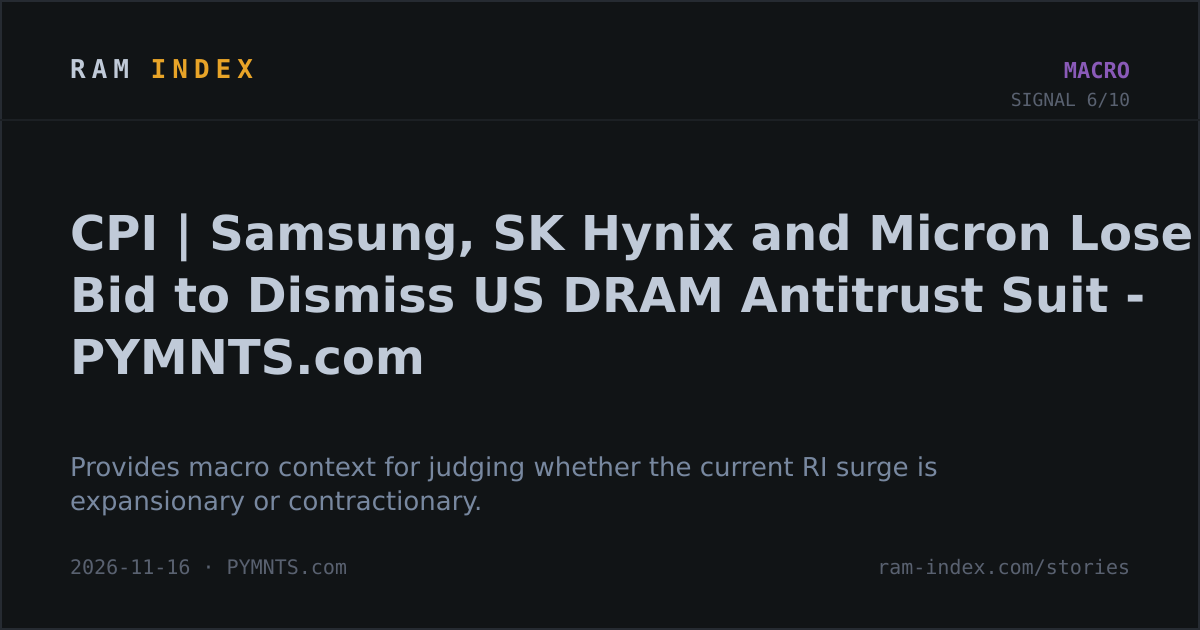 RAM INDEX
MACRO
SIGNAL 6/10
CPI | Samsung, SK Hynix and Micron Lose
Bid to Dismiss US DRAM Antitrust Suit -
PYMNTS.com
Provides macro context for judging whether the current RI surge is
expansionary or contractionary.
2026-11-16 · PYMNTS.com
ram-index.com/stories